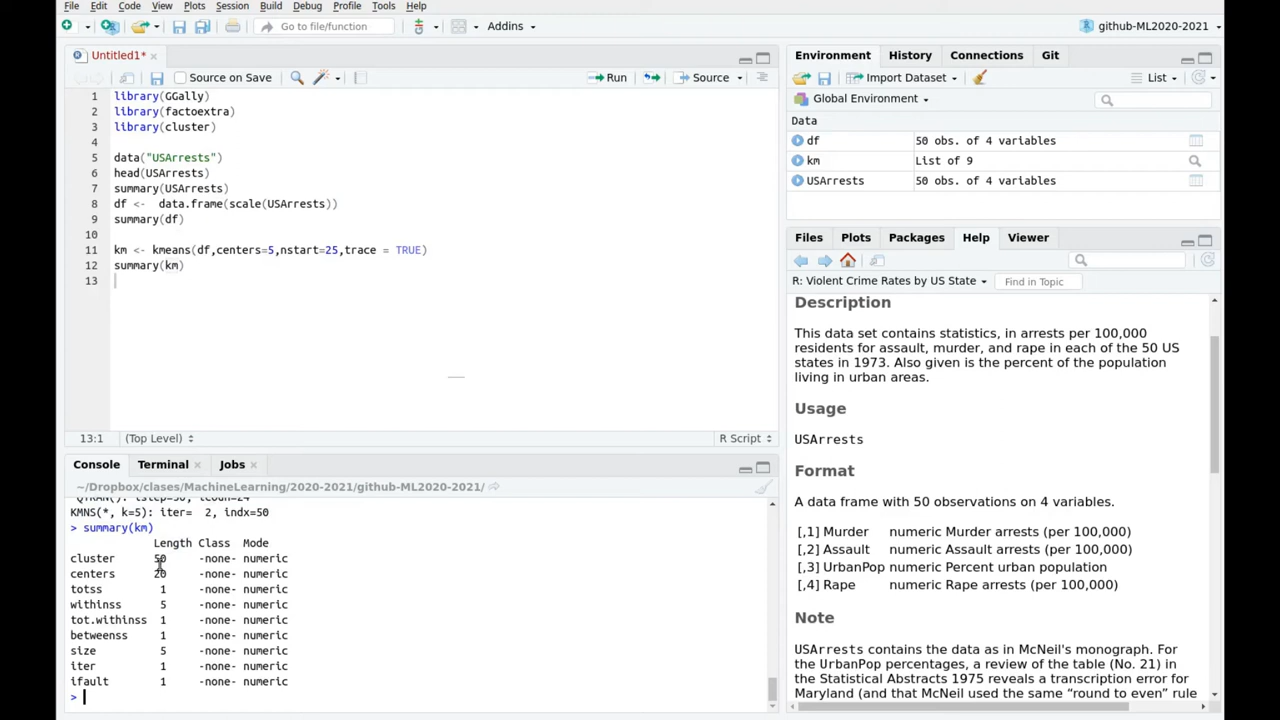 File Edit Code View Plots Session Build Debug Profile Tools Help
Go to file/function Addins github-ML2020-2021
Untitled1*
Source on Save Run Source
1 library(GGally)
2 library(factoextra)
3 library(cluster)
4
5 data("USArrests")
6 head(USArrests)
7 summary(USArrests)
8 df <- data.frame(scale(USArrests))
9 summary(df)
10
11 km <- kmeans(df,centers=5,nstart=25,trace = TRUE)
12 summary(km)
13
13:1 (Top Level) R Script
Console Terminal Jobs
~/Dropbox/clases/MachineLearning/2020-2021/github-ML2020-2021/
KMNS(*, k=5): iter= 2, indx=50
> summary(km)
Length Class Mode
cluster 50 -none- numeric
centers 20 -none- numeric
totss 1 -none- numeric
withinss 5 -none- numeric
tot.withinss 1 -none- numeric
betweenss 1 -none- numeric
size 5 -none- numeric
iter 1 -none- numeric
ifault 1 -none- numeric
>
Environment History Connections Git
Import Dataset List
Global Environment
Data
df 50 obs. of 4 variables
km List of 9
USArrests 50 obs. of 4 variables
Files Plots Packages Help Viewer
R: Violent Crime Rates by US State Find in Topic
Description
This data set contains statistics, in arrests per 100,000
residents for assault, murder, and rape in each of the 50 US
states in 1973. Also given is the percent of the population
living in urban areas.
Usage
USArrests
Format
A data frame with 50 observations on 4 variables.
[,1] Murder numeric Murder arrests (per 100,000)
[,2] Assault numeric Assault arrests (per 100,000)
[,3] UrbanPop numeric Percent urban population
[,4] Rape numeric Rape arrests (per 100,000)
Note
USArrests contains the data as in McNeil's monograph. For
the UrbanPop percentages, a review of the table (No. 21) in
the Statistical Abstracts 1975 reveals a transcription error for
Maryland (and that McNeil used the same “round to even” rule